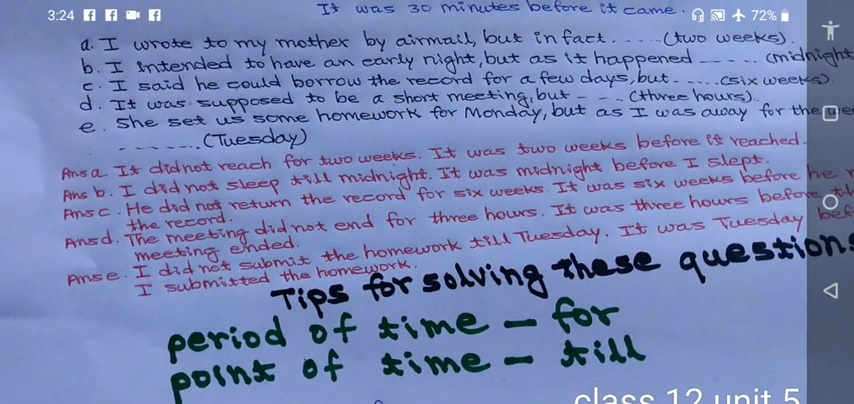 3:24 72%
It was 30 minutes before it came.
a. I wrote to my mother by airmail, but in fact ..... (two weeks).
b. I intended to have an early night, but as it happened ...... (midnight
c. I said he could borrow the record for a few days, but ..... (six weeks).
d. It was supposed to be a short meeting, but ..... (three hours).
e. She set us some homework for Monday, but as I was away for the
...... (Tuesday)
Ans a. It did not reach for two weeks. It was two weeks before it reached.
Ans b. I did not sleep till midnight. It was midnight before I slept.
Ans c. He did not return the record for six weeks. It was six weeks before he
the record.
Ans d. The meeting did not end for three hours. It was three hours before
meeting ended.
Ans e. I did not submit the homework till Tuesday. It was Tuesday
I submitted the homework.
Tips for solving these questions
period of time – for
point of time – till
class 12 unit 5